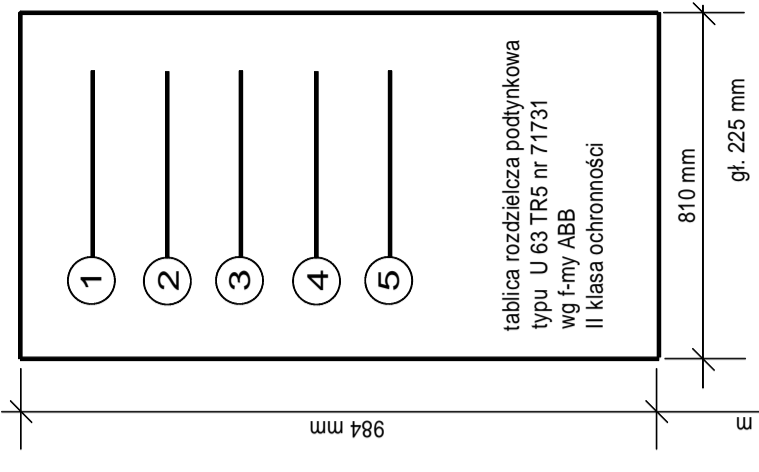 1
2
3
4
5
tablica rozdzielcza podtynkowa
typu U 63 TR5 nr 71731
wg f-my ABB
II klasa ochronności
810 mm
gł. 225 mm
984 mm
m